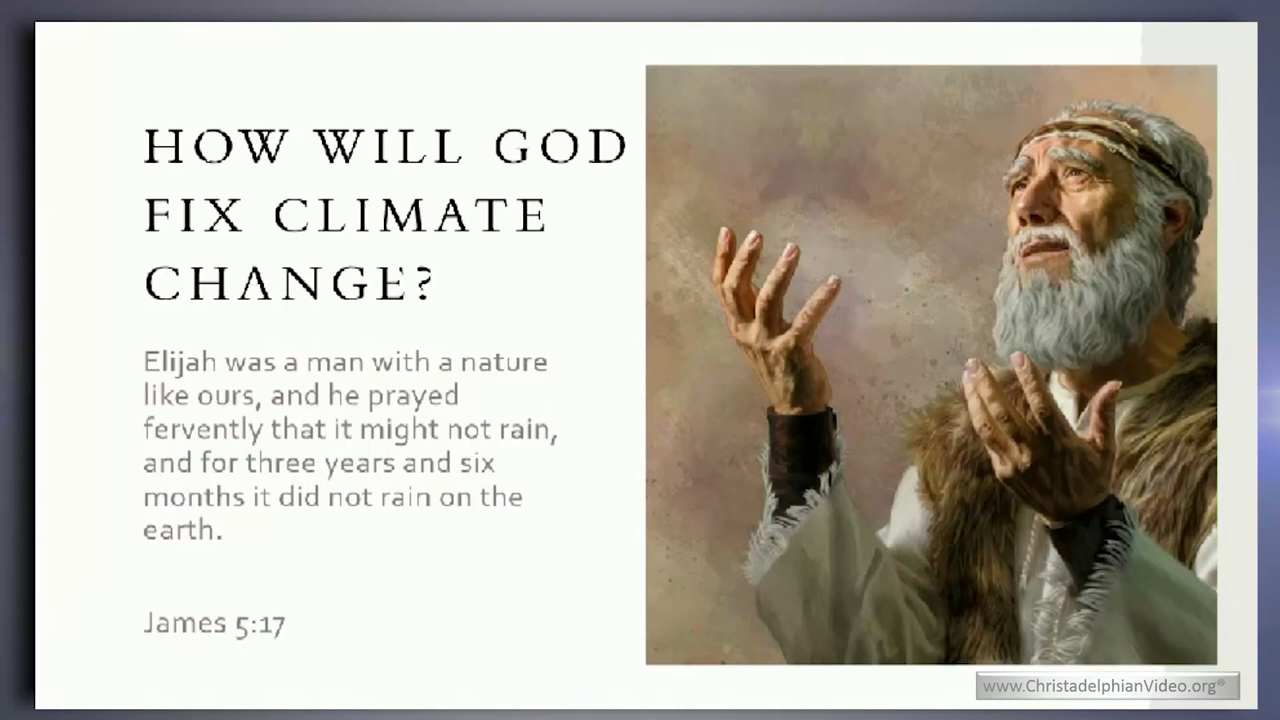 HOW WILL GOD
FIX CLIMATE
CHANGE?
Elijah was a man with a nature
like ours, and he prayed
fervently that it might not rain,
and for three years and six
months it did not rain on the
earth.
James 5:17
www.ChristadelphianVideo.org®